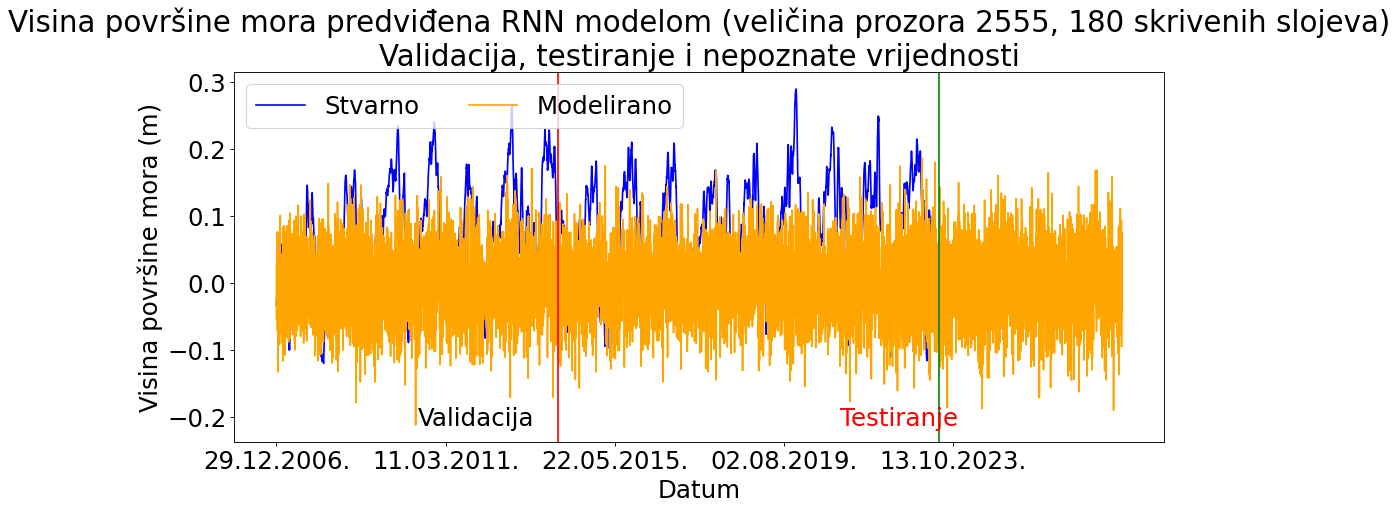 Visina površine mora predviđena RNN modelom (veličina prozora 2555, 180 skrivenih slojeva)
Validacija, testiranje i nepoznate vrijednosti
Stvarno
Modelirano
Visina površine mora (m)
0.3
0.2
0.1
0.0
−0.1
−0.2
Validacija
Testiranje
29.12.2006.
11.03.2011.
22.05.2015.
02.08.2019.
13.10.2023.
Datum